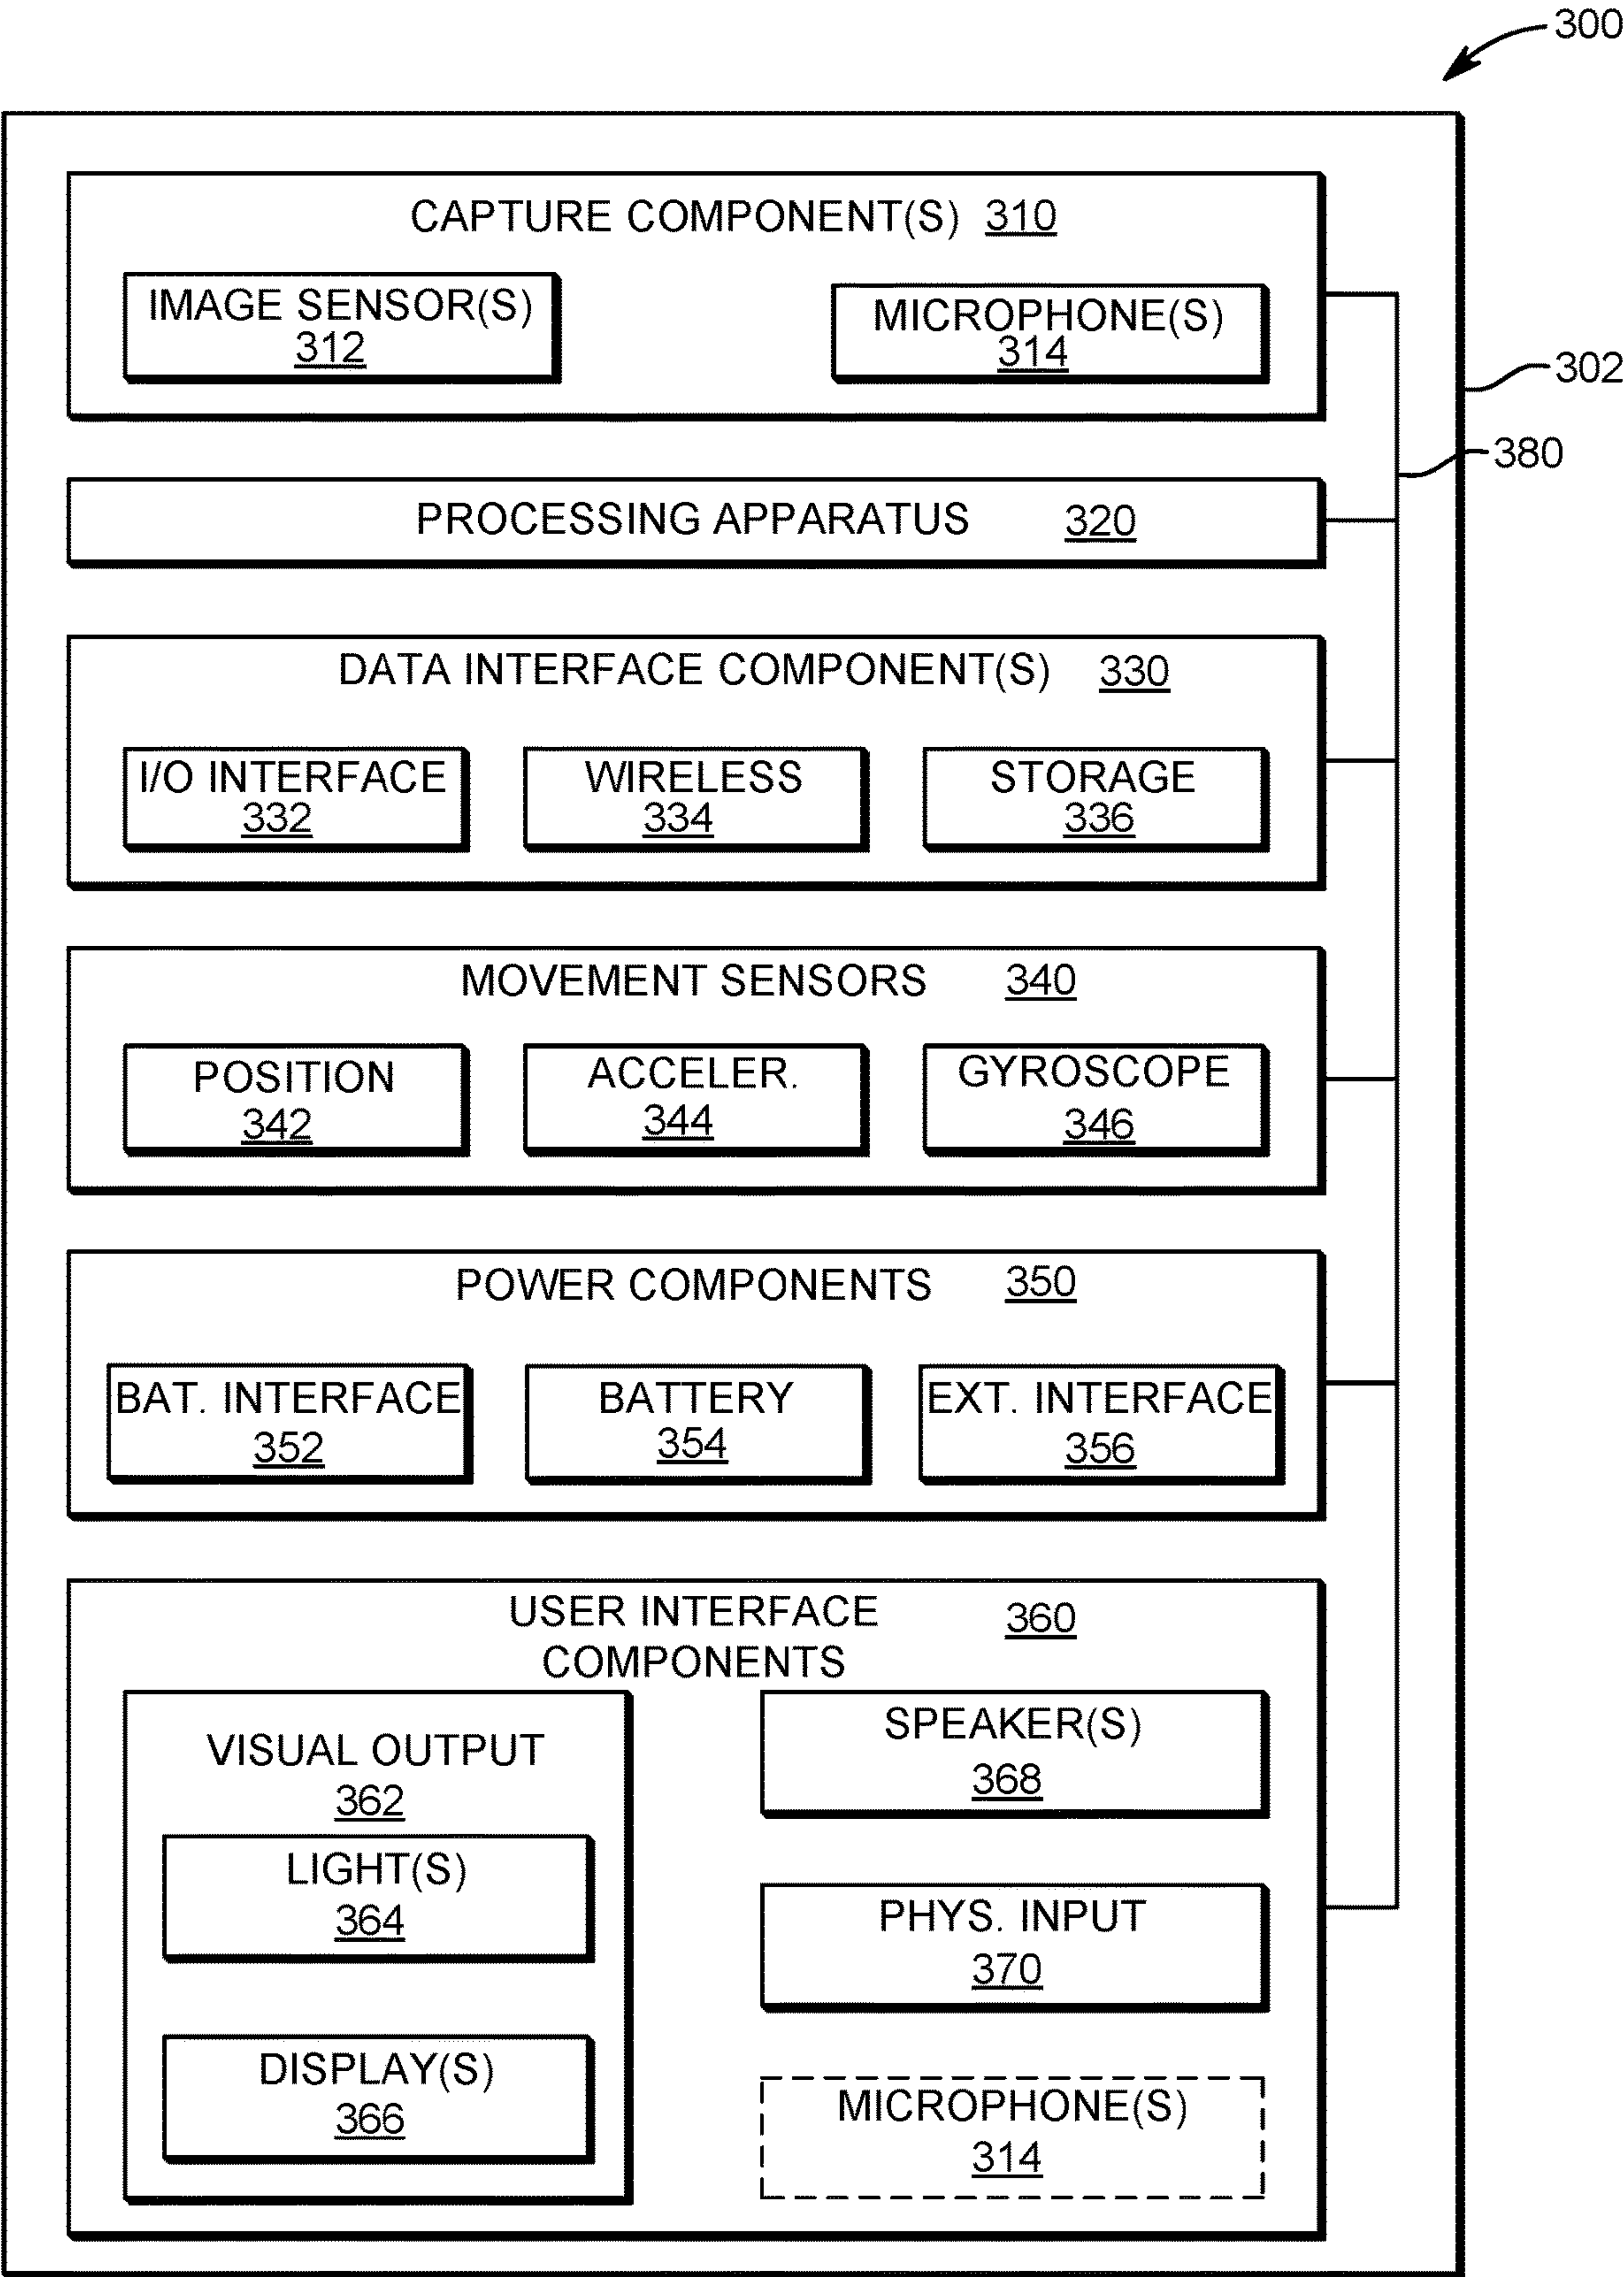 300
CAPTURE COMPONENT(S) 310
IMAGE SENSOR(S)
312
MICROPHONE(S)
314
302
380
PROCESSING APPARATUS 320
DATA INTERFACE COMPONENT(S) 330
I/O INTERFACE
332
WIRELESS
334
STORAGE
336
MOVEMENT SENSORS 340
POSITION
342
ACCELER.
344
GYROSCOPE
346
POWER COMPONENTS 350
BAT. INTERFACE
352
BATTERY
354
EXT. INTERFACE
356
USER INTERFACE 360
COMPONENTS
VISUAL OUTPUT
362
LIGHT(S)
364
DISPLAY(S)
366
SPEAKER(S)
368
PHYS. INPUT
370
MICROPHONE(S)
314